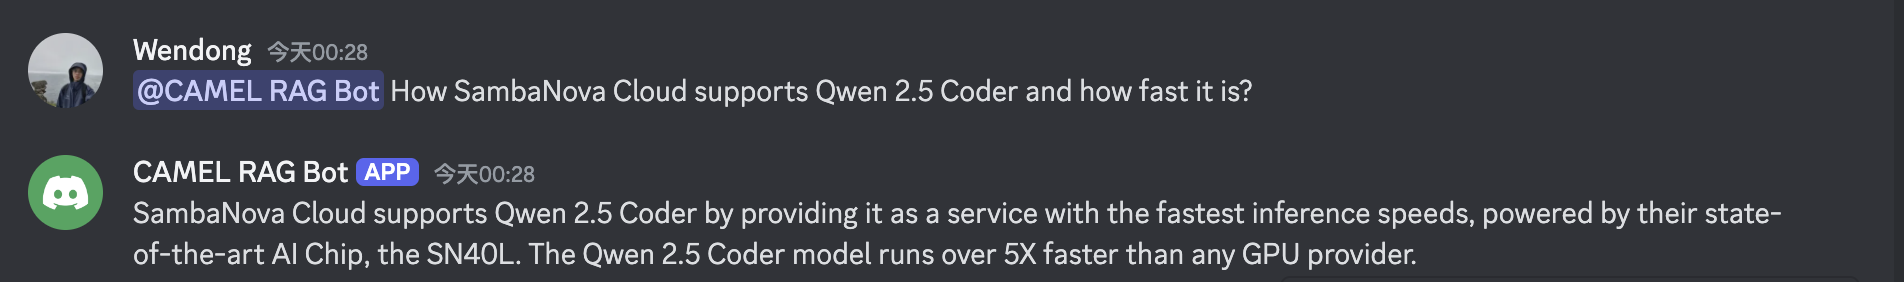 Wendong 今天00:28
@CAMEL RAG Bot How SambaNova Cloud supports Qwen 2.5 Coder and how fast it is?
CAMEL RAG Bot APP 今天00:28
SambaNova Cloud supports Qwen 2.5 Coder by providing it as a service with the fastest inference speeds, powered by their state-
of-the-art AI Chip, the SN40L. The Qwen 2.5 Coder model runs over 5X faster than any GPU provider.